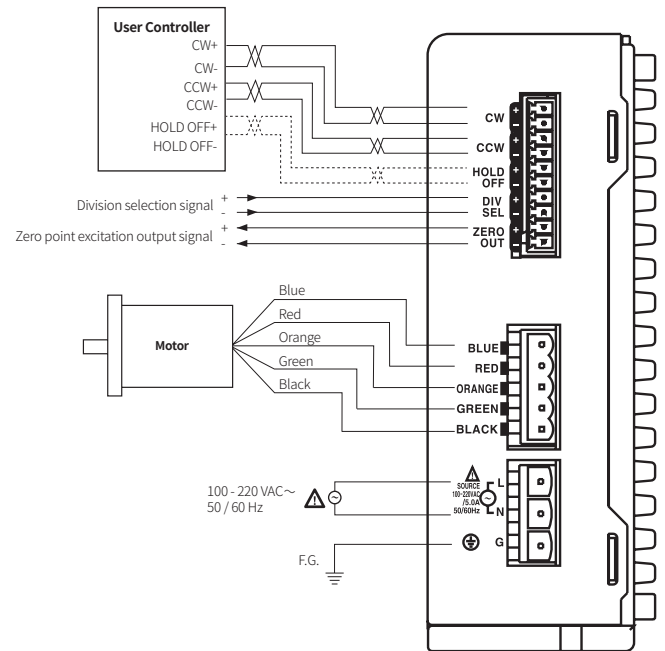 User Controller
CW+
CW-
CCW+
CCW-
HOLD OFF+
HOLD OFF-
Division selection signal + -
Zero point excitation output signal + -
CW + -
CCW + -
HOLD + 
OFF -
DIV +
SEL -
ZERO +
OUT -
Motor
Blue
Red
Orange
Green
Black
BLUE
RED
ORANGE
GREEN
BLACK
100 - 220 VAC~
50 / 60 Hz
SOURCE
100-220VAC
/5.0A
50/60Hz
L
N
G
F.G.